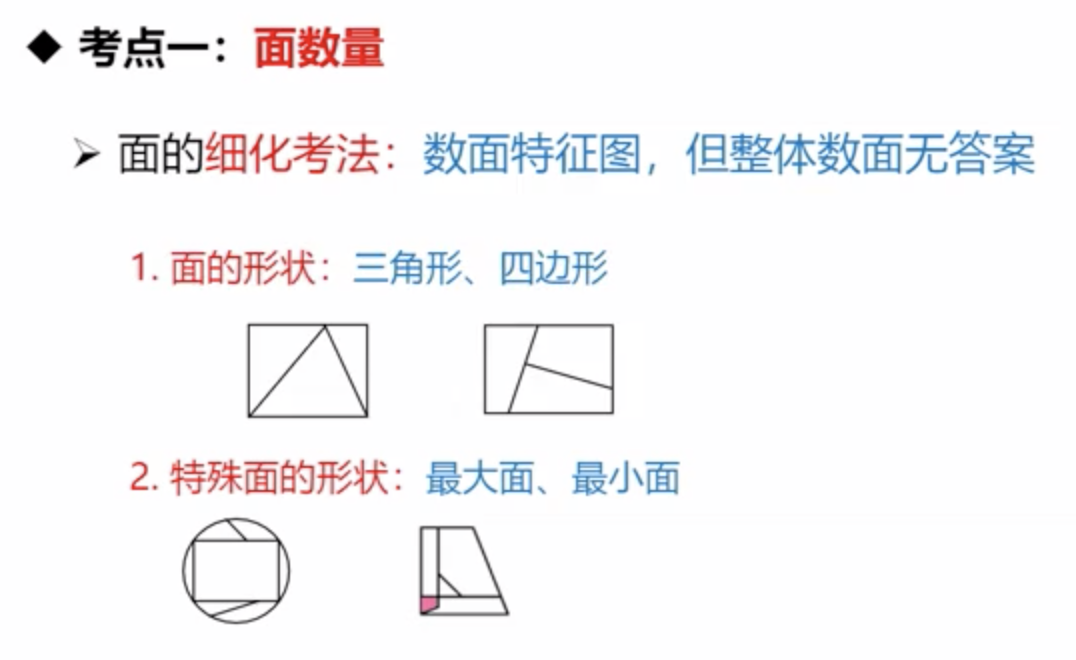 ◆ 考点一：面数量
➢ 面的细化考法：数面特征图，但整体数面无答案
1. 面的形状：三角形、四边形
2. 特殊面的形状：最大面、最小面